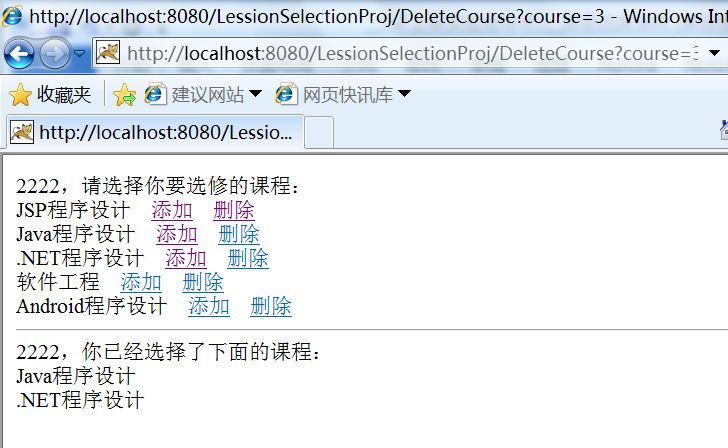 http://localhost:8080/LessionSelectionProj/DeleteCourse?course=3 - Windows Int
http://localhost:8080/LessionSelectionProj/DeleteCourse?course=3
收藏夹 建议网站 网页快讯库
http://localhost:8080/Lessio...
2222，请选择你要选修的课程：
JSP程序设计 添加 删除
Java程序设计 添加 删除
.NET程序设计 添加 删除
软件工程 添加 删除
Android程序设计 添加 删除
2222，你已经选择了下面的课程：
Java程序设计
.NET程序设计